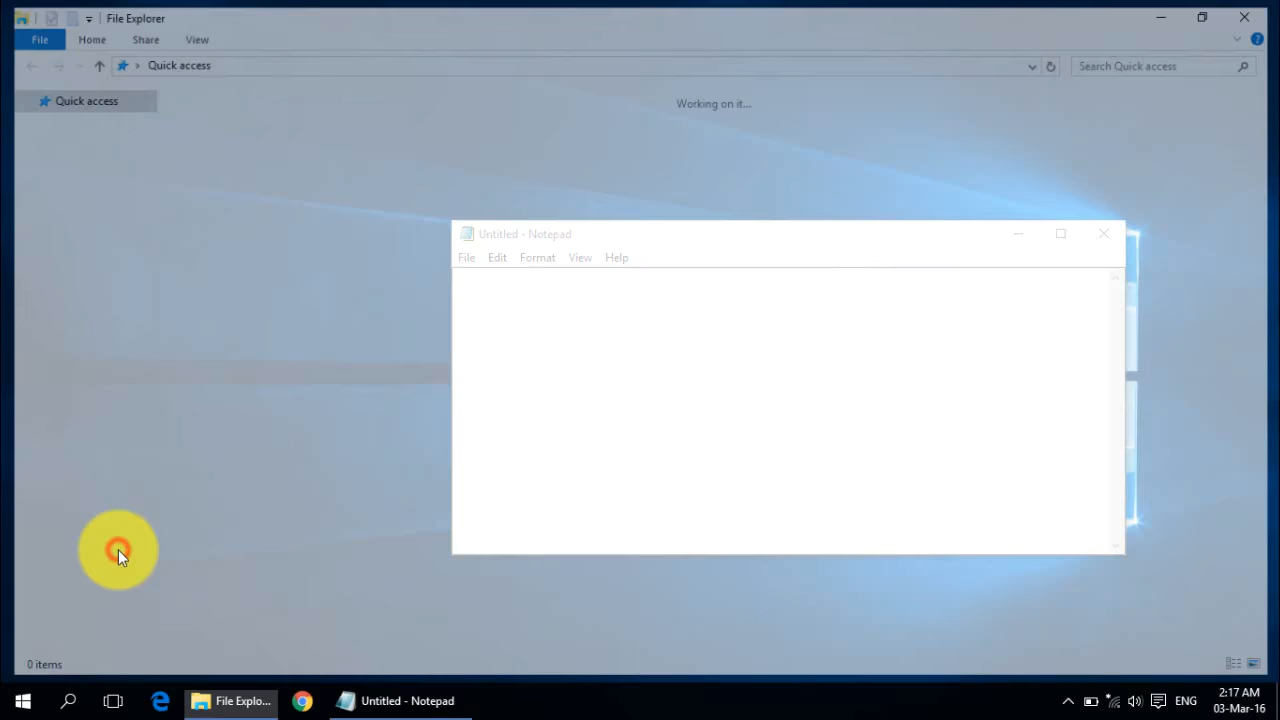 File Explorer
File Home Share View
Quick access Search Quick access
Quick access
Working on it...
Untitled - Notepad
File Edit Format View Help
0 items
File Explo... Untitled - Notepad ENG 2:17 AM
03-Mar-16